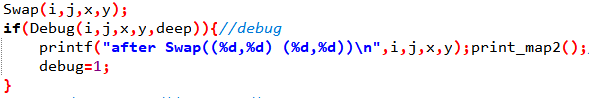 Swap(i,j,x,y);
if(Debug(i,j,x,y,deep)){//debug
printf("after Swap((%d,%d) (%d,%d))\n",i,j,x,y);print_map2();
debug=1;
}